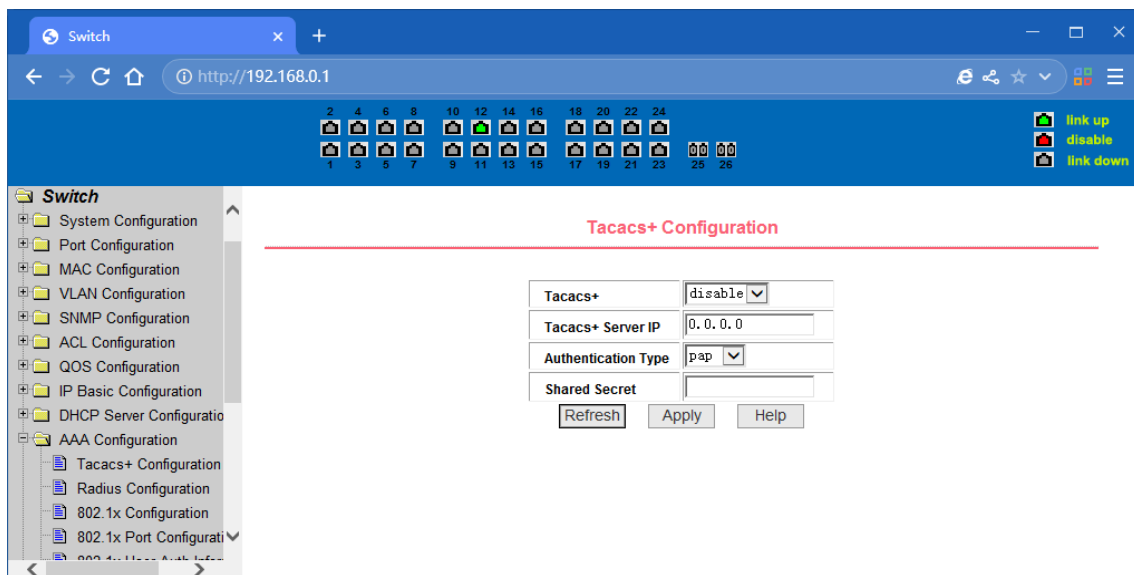 Switch
http://192.168.0.1
2 4 6 8 10 12 14 16 18 20 22 24
1 3 5 7 9 11 13 15 17 19 21 23 25 26
link up
disable
link down
Switch
System Configuration
Port Configuration
MAC Configuration
VLAN Configuration
SNMP Configuration
ACL Configuration
QOS Configuration
IP Basic Configuration
DHCP Server Configuratio
AAA Configuration
Tacacs+ Configuration
Radius Configuration
802.1x Configuration
802.1x Port Configurati
Tacacs+ Configuration
Tacacs+ disable
Tacacs+ Server IP 0.0.0.0
Authentication Type pap
Shared Secret
Refresh Apply Help